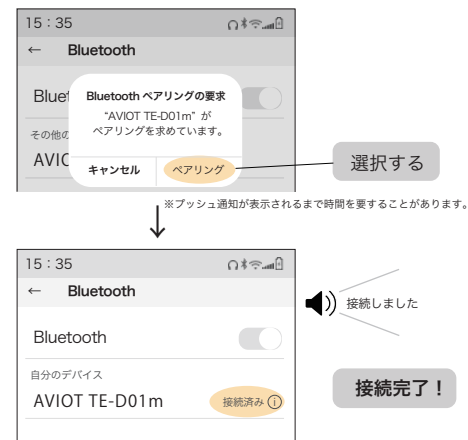 15：35
← Bluetooth
Bluet
Bluetooth ペアリングの要求
“AVIOT TE-D01m” が
ペアリングを求めています。
その他の
AVIC
キャンセル ペアリング
選択する
※プッシュ通知が表示されるまで時間を要することがあります。
15：35
← Bluetooth
接続しました
Bluetooth
自分のデバイス
AVIOT TE-D01m 接続済み
接続完了！